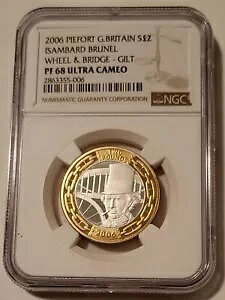 2006 PIEFORT G.BRITAIN S£2
ISAMBARD BRUNEL
WHEEL & BRIDGE - GILT
PF 68 ULTRA CAMEO
2863355-006
NUMISMATIC GUARANTY CORPORATION
NGC
TWO
POUNDS
2006